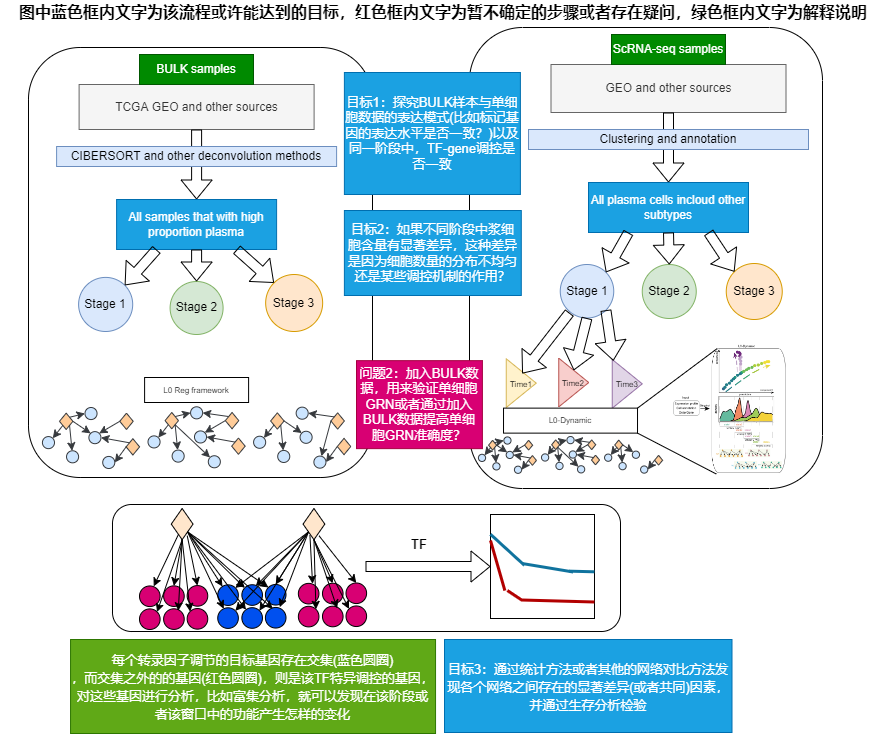 图中蓝色框内文字为该流程或许能达到的目标，红色框内文字为暂不确定的步骤或者存在疑问，绿色框内文字为解释说明
BULK samples
TCGA GEO and other sources
CIBERSORT and other deconvolution methods
All samples that with high
proportion plasma
Stage 1
Stage 2
Stage 3
L0 Reg framework
目标1：探究BULK样本与单细
胞数据的表达模式(比如标记基
因的表达水平是否一致？)以及
同一阶段中，TF-gene调控是
否一致
目标2：如果不同阶段中浆细
胞含量有显著差异，这种差异
是因为细胞数量的分布不均匀
还是某些调控机制的作用?
问题2：加入BULK数
据，用来验证单细胞
GRN或者通过加入
BULK数据提高单细
胞GRN准确度？
ScRNA-seq samples
GEO and other sources
Clustering and annotation
All plasma cells incloud other
subtypes
Stage 1
Stage 2
Stage 3
Time1
Time2
Time3
L0-Dynamic
TF
每个转录因子调节的目标基因存在交集(蓝色圆圈)
，而交集之外的的基因(红色圆圈)，则是该TF特异调控的基因，
对这些基因进行分析，比如富集分析，就可以发现在该阶段或
者该窗口中的功能产生怎样的变化
目标3：通过统计方法或者其他的网络对比方法发
现各个网络之间存在的显著差异(或者共同)因素，
并通过生存分析检验